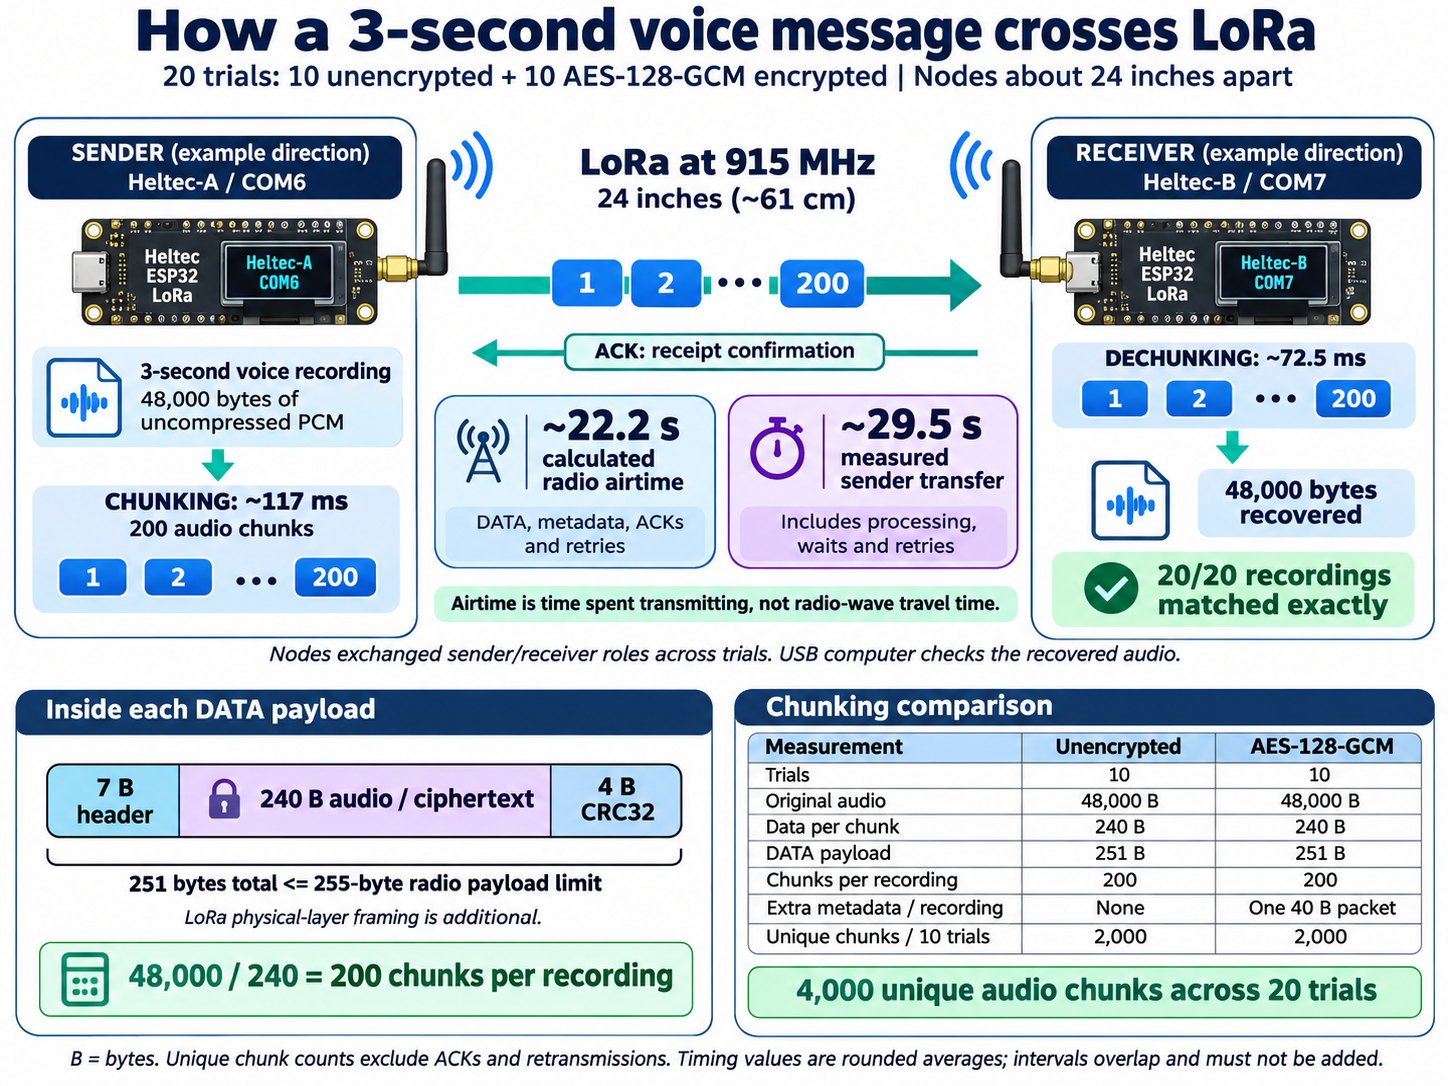 How a 3-second voice message crosses LoRa
20 trials: 10 unencrypted + 10 AES-128-GCM encrypted | Nodes about 24 inches apart
SENDER (example direction)
Heltec-A / COM6
Heltec
ESP32
LoRa
Heltec-A
COM6
3-second voice recording
48,000 bytes of
uncompressed PCM
CHUNKING: ~117 ms
200 audio chunks
1 2 ••• 200
LoRa at 915 MHz
24 inches (~61 cm)
1 2 ••• 200
ACK: receipt confirmation
~22.2 s
calculated
radio airtime
DATA, metadata, ACKs
and retries
~29.5 s
measured
sender transfer
Includes processing,
waits and retries
Airtime is time spent transmitting, not radio-wave travel time.
RECEIVER (example direction)
Heltec-B / COM7
Heltec
ESP32
LoRa
Heltec-B
COM7
DECHUNKING: ~72.5 ms
1 2 ••• 200
48,000 bytes
recovered
20/20 recordings
matched exactly
Nodes exchanged sender/receiver roles across trials. USB computer checks the recovered audio.
Inside each DATA payload
7 B
header
240 B audio / ciphertext
4 B
CRC32
251 bytes total <= 255-byte radio payload limit
LoRa physical-layer framing is additional.
48,000 / 240 = 200 chunks per recording
Chunking comparison
Measurement Unencrypted AES-128-GCM
Trials 10 10
Original audio 48,000 B 48,000 B
Data per chunk 240 B 240 B
DATA payload 251 B 251 B
Chunks per recording 200 200
Extra metadata / recording None One 40 B packet
Unique chunks / 10 trials 2,000 2,000
4,000 unique audio chunks across 20 trials
B = bytes. Unique chunk counts exclude ACKs and retransmissions. Timing values are rounded averages; intervals overlap and must not be added.